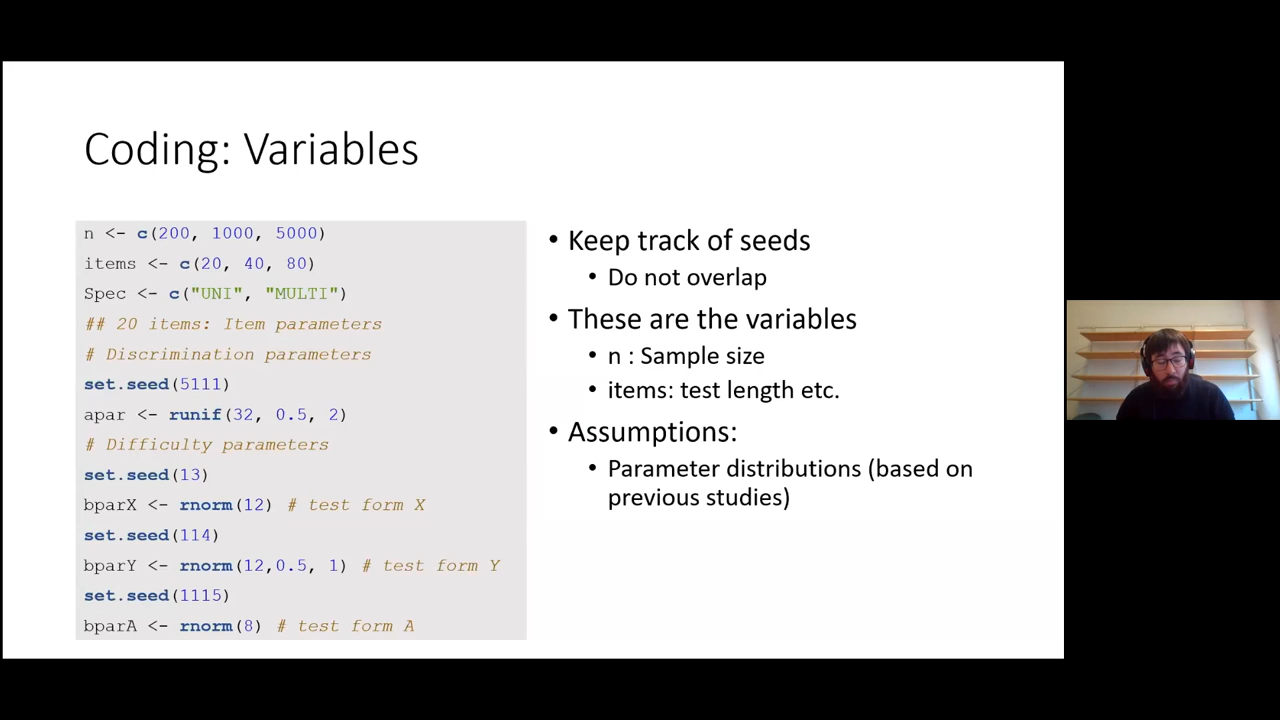 Coding: Variables
n <- c(200, 1000, 5000)
items <- c(20, 40, 80)
Spec <- c("UNI", "MULTI")
## 20 items: Item parameters
# Discrimination parameters
set.seed(5111)
apar <- runif(32, 0.5, 2)
# Difficulty parameters
set.seed(13)
bparX <- rnorm(12) # test form X
set.seed(114)
bparY <- rnorm(12,0.5, 1) # test form Y
set.seed(1115)
bparA <- rnorm(8) # test form A
• Keep track of seeds
• Do not overlap
• These are the variables
• n : Sample size
• items: test length etc.
• Assumptions:
• Parameter distributions (based on
previous studies)